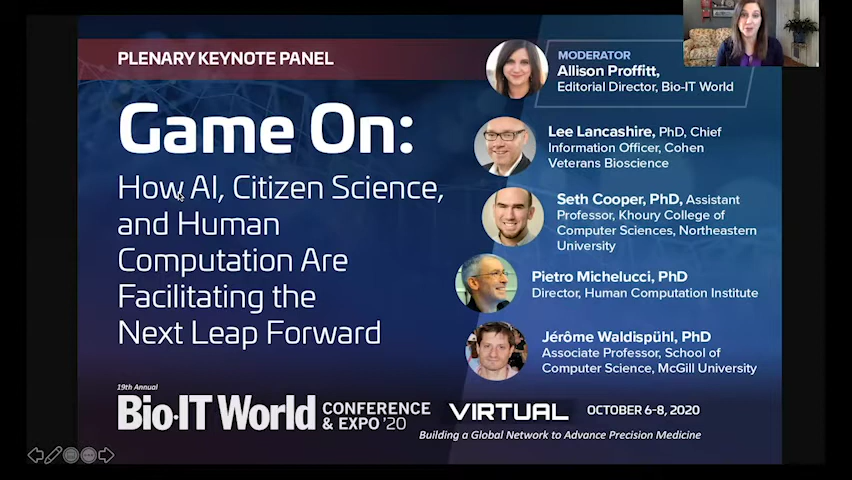 PLENARY KEYNOTE PANEL
Game On:
How AI, Citizen Science,
and Human
Computation Are
Facilitating the
Next Leap Forward
MODERATOR
Allison Proffitt,
Editorial Director, Bio-IT World
Lee Lancashire, PhD, Chief
Information Officer, Cohen
Veterans Bioscience
Seth Cooper, PhD, Assistant
Professor, Khoury College of
Computer Sciences, Northeastern
University
Pietro Michelucci, PhD
Director, Human Computation Institute
Jérôme Waldispühl, PhD
Associate Professor, School of
Computer Science, McGill University
19th Annual
Bio·IT World CONFERENCE
& EXPO '20
VIRTUAL
OCTOBER 6-8, 2020
Building a Global Network to Advance Precision Medicine